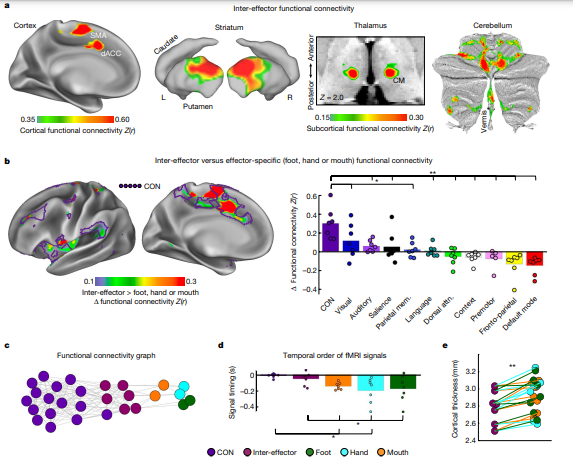 a
Inter-effector functional connectivity
Cortex
Striatum
Thalamus
Cerebellum
SMA
dACC
Caudate
Putamen
L
R
Anterior
Posterior
CM
Z = 2.0
Vermis
0.35
0.60
Cortical functional connectivity Z(r)
0.15
0.30
Subcortical functional connectivity Z(r)
b
Inter-effector versus effector-specific (foot, hand or mouth) functional connectivity
CON
0.1
0.3
Inter-effector > foot, hand or mouth
Δ functional connectivity Z(r)
**
*
Δ Functional connectivity Z(r)
0.6
0.4
0.2
0
−0.2
−0.4
CON
Visual
Auditory
Salience
Parietal mem.
Language
Dorsal attn.
Context
Premotor
Fronto-parietal
Default mode
c
Functional connectivity graph
d
Temporal order of fMRI signals
Signal timing (s)
0
−0.2
−0.4
*
*
e
Cortical thickness (mm)
3.2
3.0
2.8
2.6
2.4
**
CON
Inter-effector
Foot
Hand
Mouth